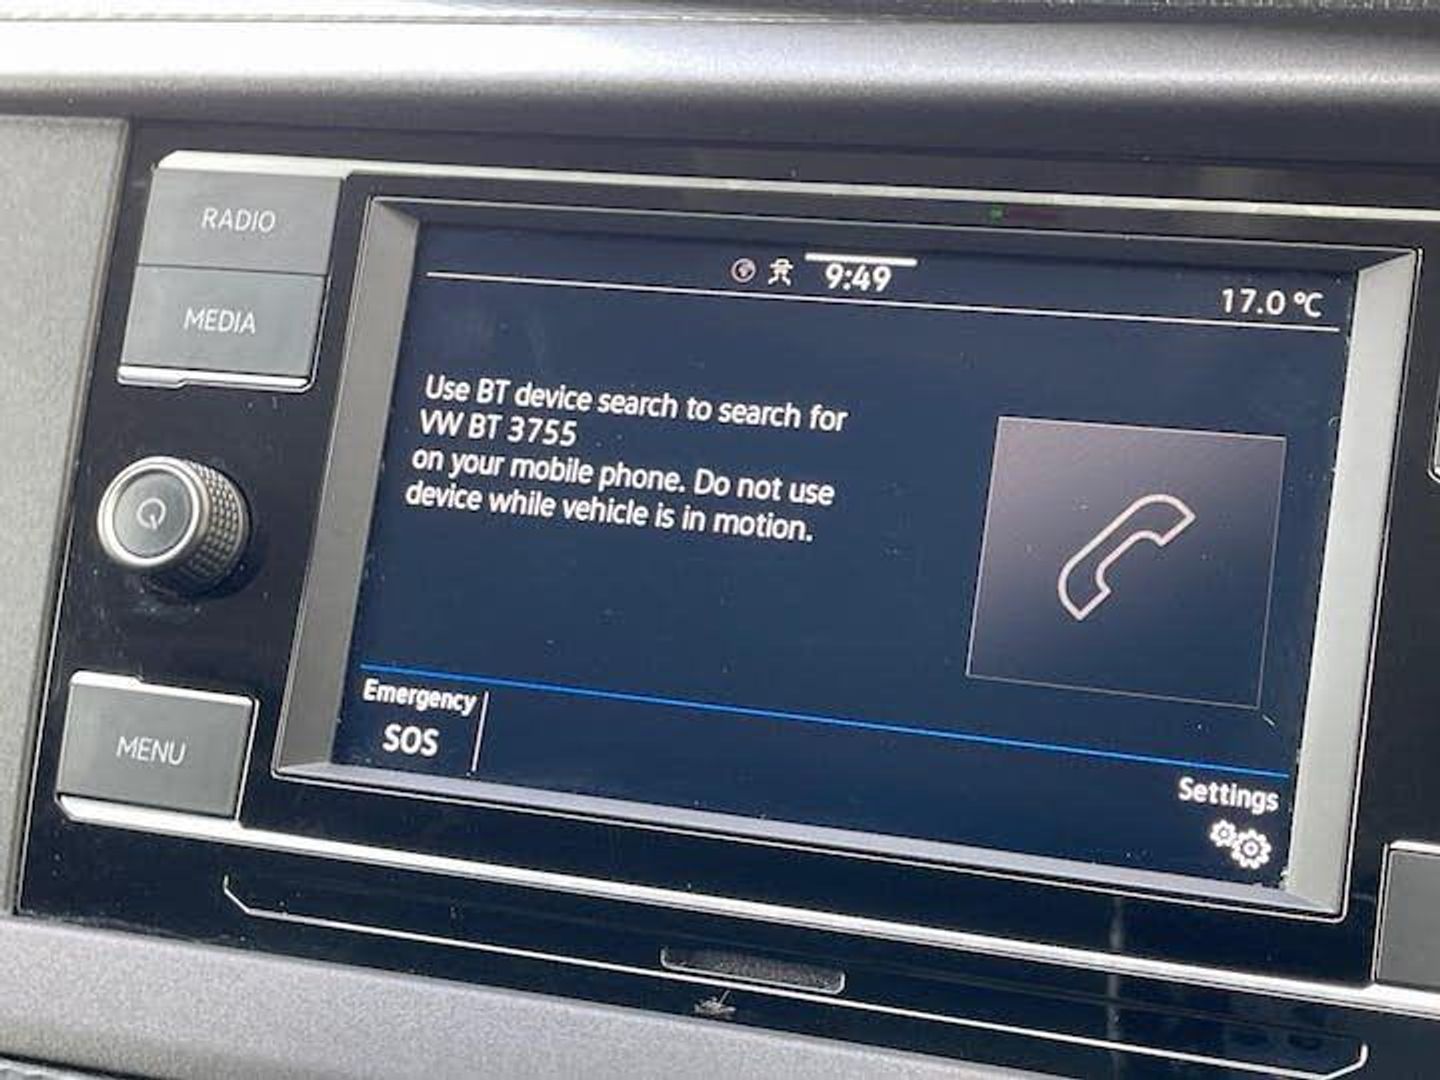 RADIO
MEDIA
MENU
9:49
17.0 °C
Use BT device search to search for
VW BT 3755
on your mobile phone. Do not use
device while vehicle is in motion.
Emergency
SOS
Settings